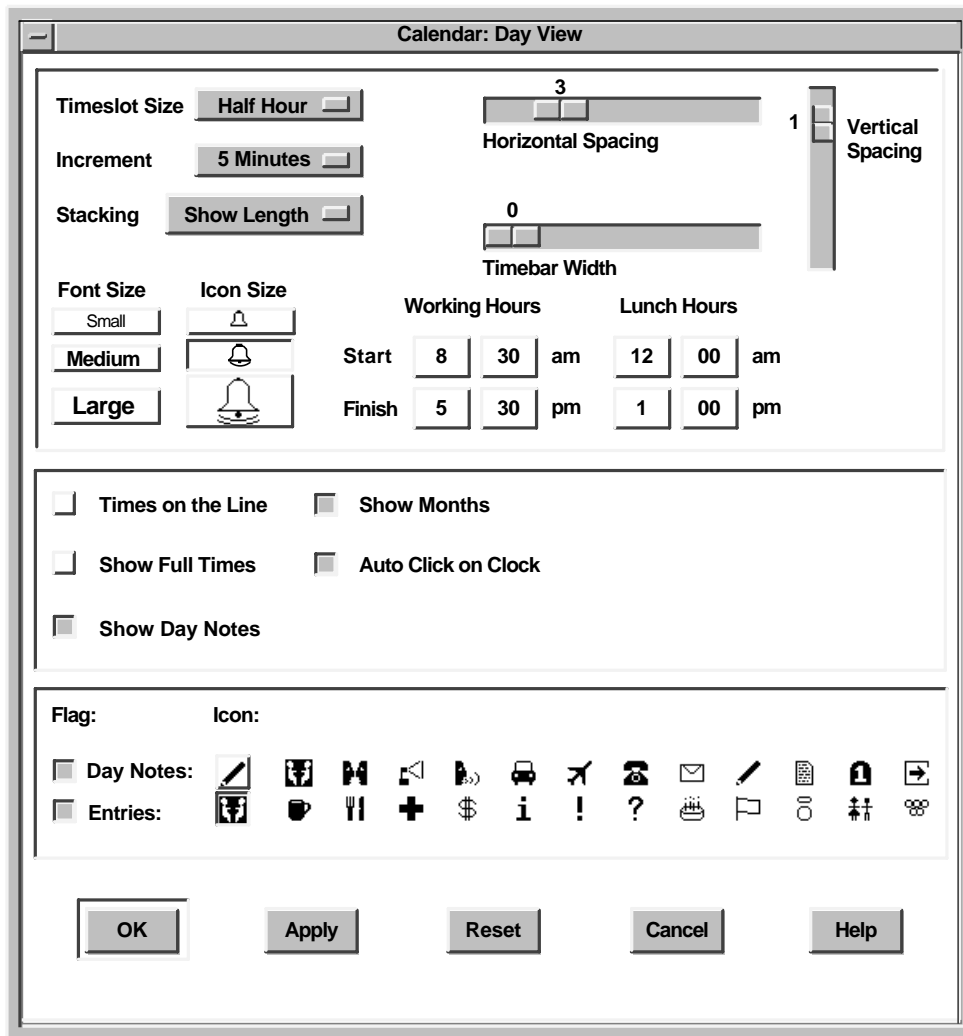 Calendar: Day View
Timeslot Size Half Hour
Increment 5 Minutes
Stacking Show Length
3
Horizontal Spacing
1
Vertical
Spacing
0
Timebar Width
Font Size Icon Size
Small
Medium
Large
Working Hours Lunch Hours
Start 8 30 am 12 00 am
Finish 5 30 pm 1 00 pm
Times on the Line Show Months
Show Full Times Auto Click on Clock
Show Day Notes
Flag: Icon:
Day Notes: 1
Entries: $ i ! ?
OK Apply Reset Cancel Help